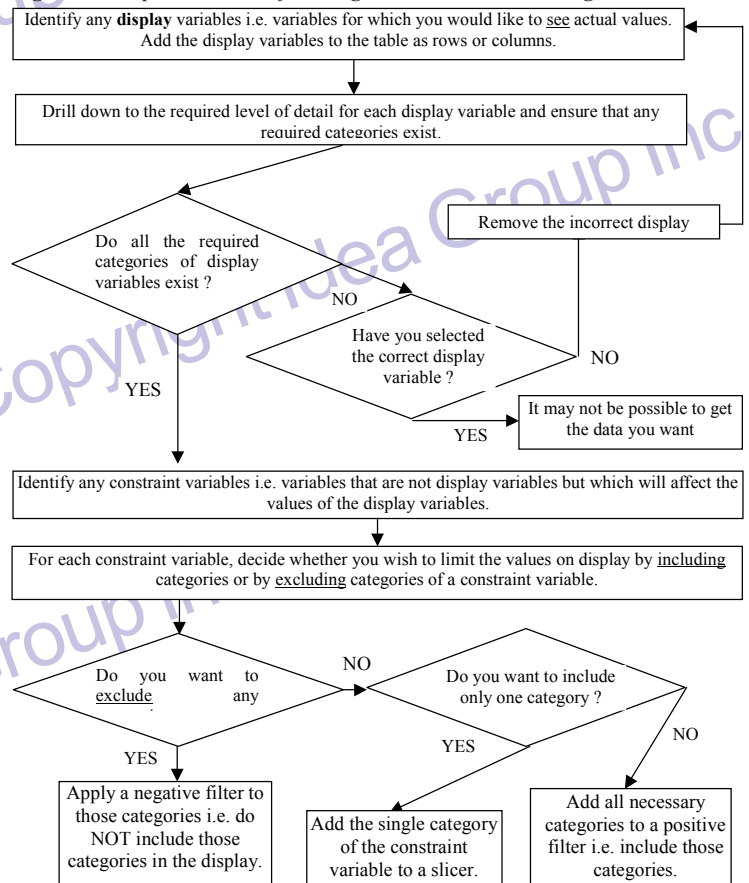 Identify any display variables i.e. variables for which you would like to see actual values.
Add the display variables to the table as rows or columns.
Drill down to the required level of detail for each display variable and ensure that any
required categories exist.
Do all the required
categories of display
variables exist ?
Remove the incorrect display
NO
Have you selected
the correct display
variable ?
NO
YES
YES
It may not be possible to get
the data you want
Identify any constraint variables i.e. variables that are not display variables but which will affect the
values of the display variables.
For each constraint variable, decide whether you wish to limit the values on display by including
categories or by excluding categories of a constraint variable.
Do you want to
exclude any
NO
Do you want to include
only one category ?
YES
YES
NO
Apply a negative filter to
those categories i.e. do
NOT include those
categories in the display.
Add the single category
of the constraint
variable to a slicer.
Add all necessary
categories to a positive
filter i.e. include those
categories.
Copyright Idea Group Inc
Group